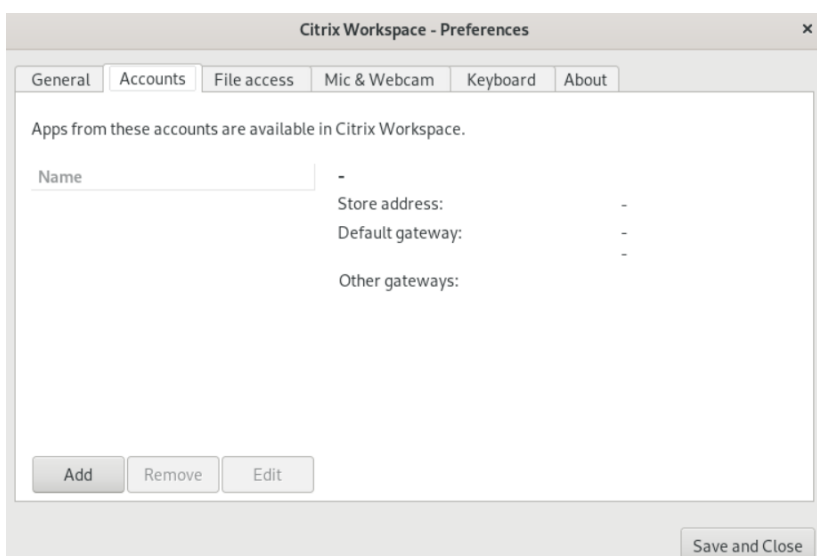 Citrix Workspace - Preferences ×
General Accounts File access Mic & Webcam Keyboard About
Apps from these accounts are available in Citrix Workspace.
Name -
Store address: -
Default gateway: -
-
Other gateways:
Add Remove Edit
Save and Close